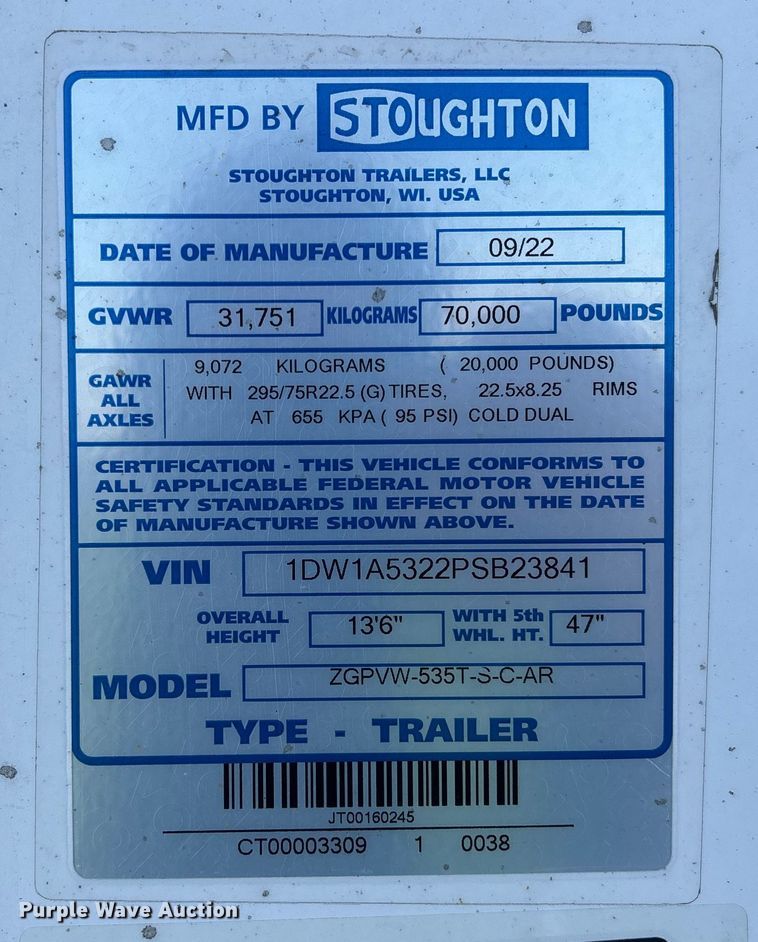 MFD BY STOUGHTON
STOUGHTON TRAILERS, LLC
STOUGHTON, WI. USA
DATE OF MANUFACTURE 09/22
GVWR 31,751 KILOGRAMS 70,000 POUNDS
GAWR ALL AXLES
9,072 KILOGRAMS ( 20,000 POUNDS)
WITH 295/75R22.5 (G) TIRES, 22.5x8.25 RIMS
AT 655 KPA ( 95 PSI) COLD DUAL
CERTIFICATION - THIS VEHICLE CONFORMS TO
ALL APPLICABLE FEDERAL MOTOR VEHICLE
SAFETY STANDARDS IN EFFECT ON THE DATE
OF MANUFACTURE SHOWN ABOVE.
VIN 1DW1A5322PSB23841
OVERALL HEIGHT 13'6" WITH 5th WHL. HT. 47"
MODEL ZGPVW-535T-S-C-AR
TYPE - TRAILER
JT00160245
CT00003309 1 0038
Purple Wave Auction